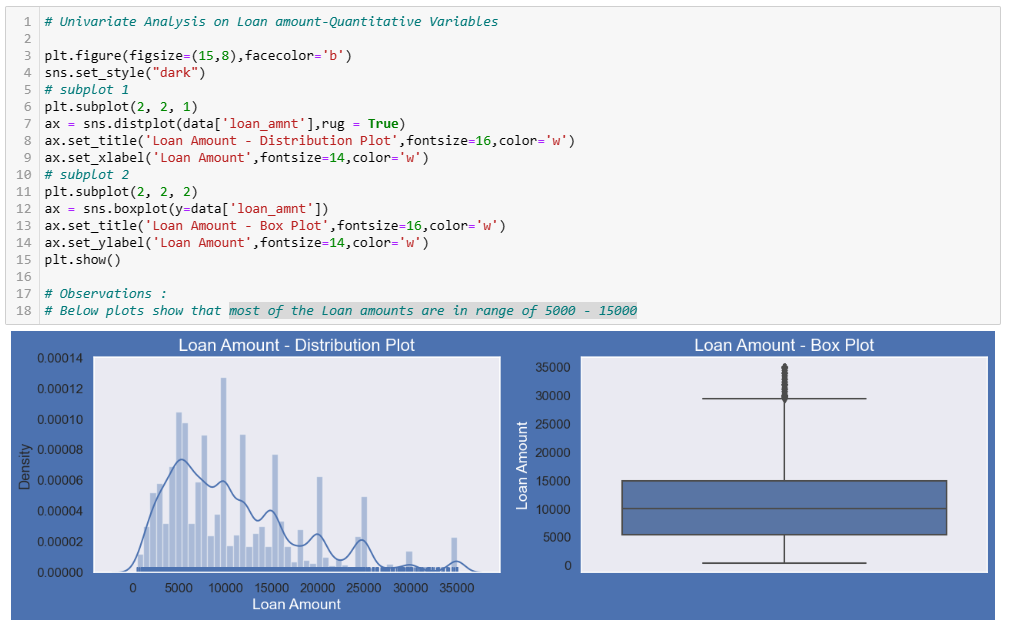 1 # Univariate Analysis on Loan amount-Quantitative Variables
2
3 plt.figure(figsize=(15,8),facecolor='b')
4 sns.set_style("dark")
5 # subplot 1
6 plt.subplot(2, 2, 1)
7 ax = sns.distplot(data['loan_amnt'],rug = True)
8 ax.set_title('Loan Amount - Distribution Plot',fontsize=16,color='w')
9 ax.set_xlabel('Loan Amount',fontsize=14,color='w')
10 # subplot 2
11 plt.subplot(2, 2, 2)
12 ax = sns.boxplot(y=data['loan_amnt'])
13 ax.set_title('Loan Amount - Box Plot',fontsize=16,color='w')
14 ax.set_ylabel('Loan Amount',fontsize=14,color='w')
15 plt.show()
16
17 # Observations :
18 # Below plots show that most of the Loan amounts are in range of 5000 - 15000
Loan Amount - Distribution Plot
0.00014
0.00012
0.00010
0.00008
0.00006
0.00004
0.00002
0.00000
Density
0 5000 10000 15000 20000 25000 30000 35000
Loan Amount
Loan Amount - Box Plot
35000
30000
25000
20000
15000
10000
5000
0
Loan Amount